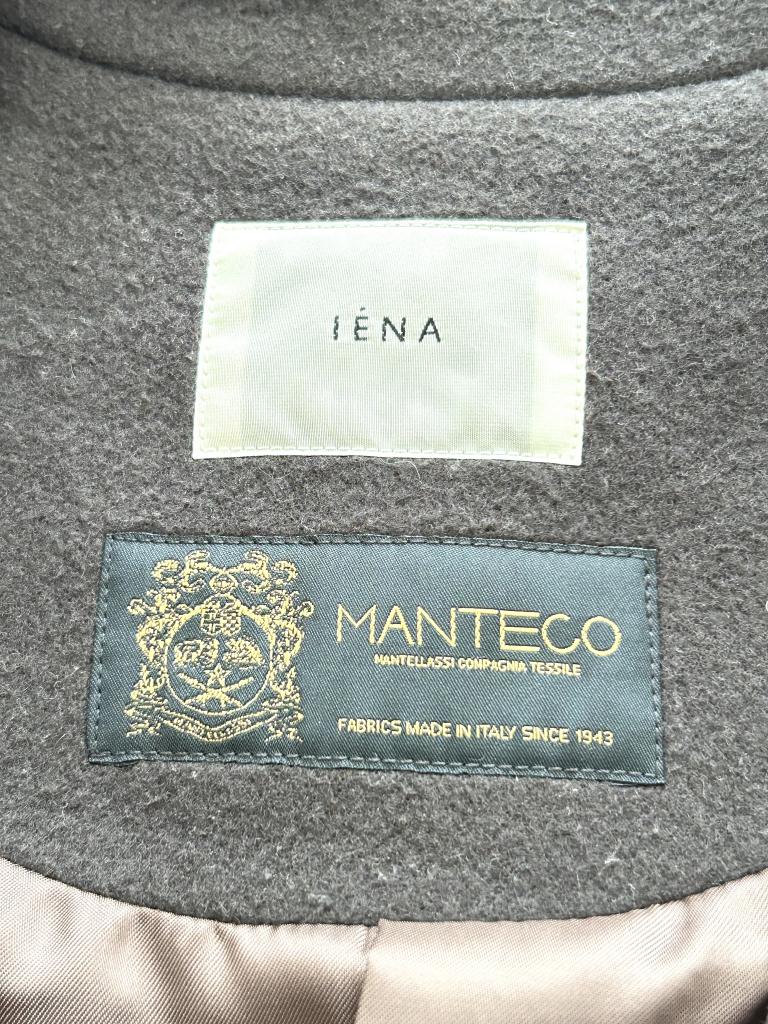 IÉNA
MANTECO
MANTELLASSI COMPAGNIA TESSILE
FABRICS MADE IN ITALY SINCE 1943